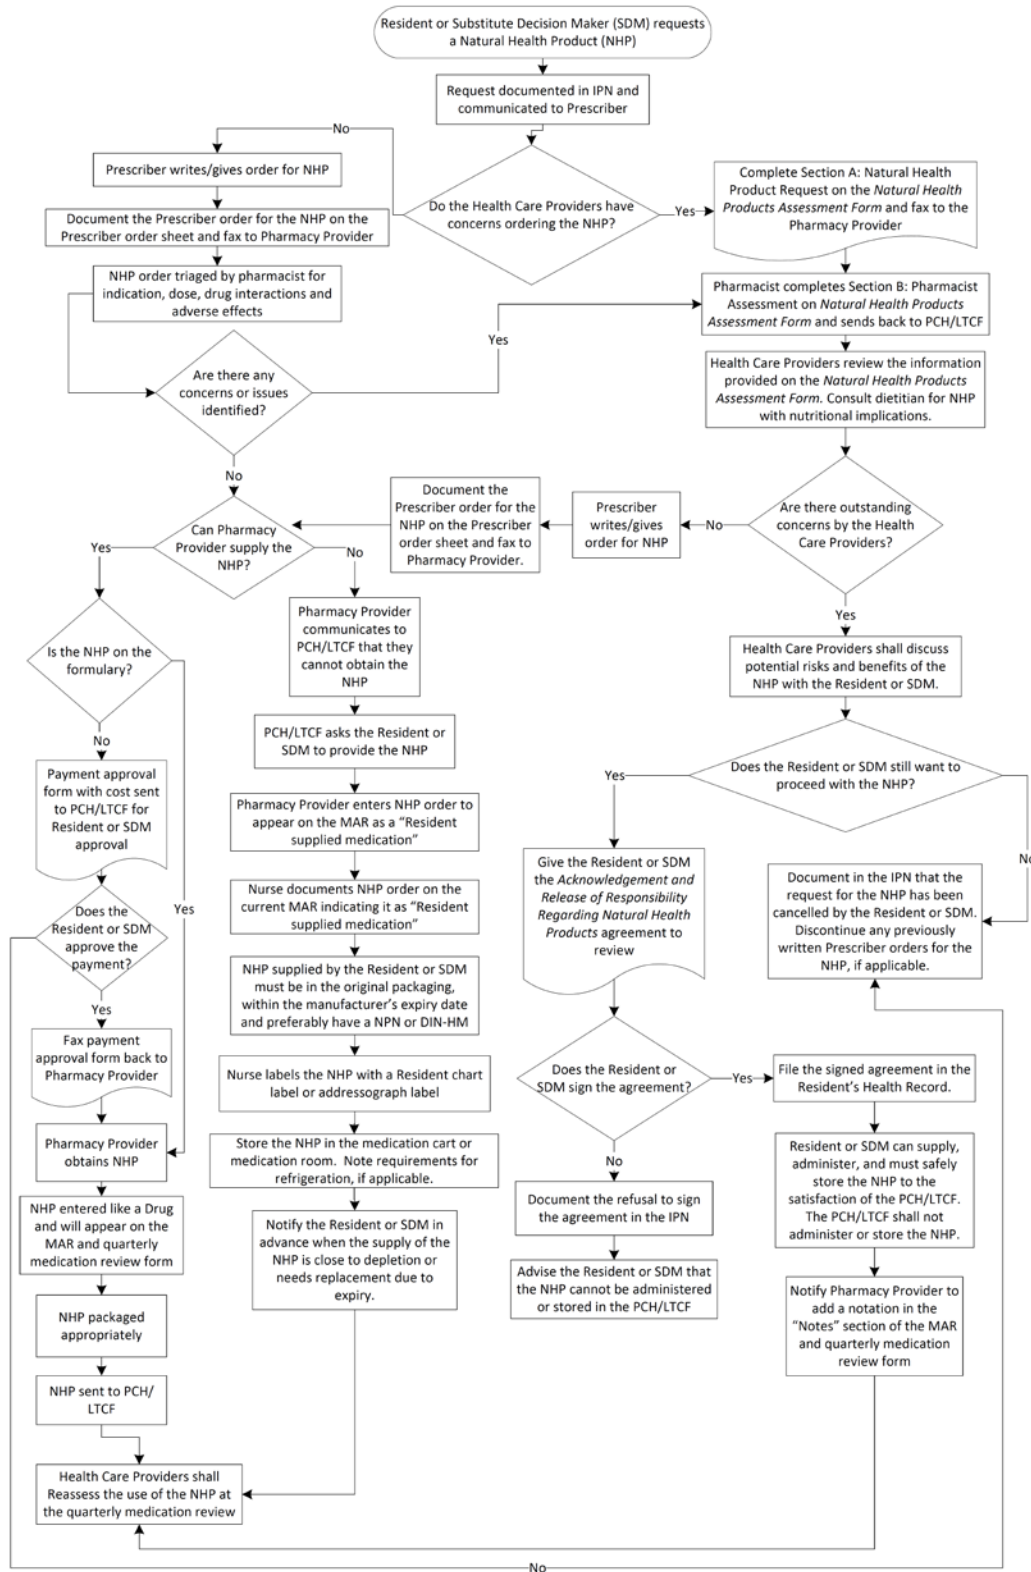 Resident or Substitute Decision Maker (SDM) requests
a Natural Health Product (NHP)
Request documented in IPN and
communicated to Prescriber
No
Prescriber writes/gives order for NHP
Do the Health Care Providers have
concerns ordering the NHP?
Yes
Complete Section A: Natural Health
Product Request on the Natural Health
Products Assessment Form and fax to the
Pharmacy Provider
Document the Prescriber order for the NHP on the
Prescriber order sheet and fax to Pharmacy Provider
NHP order triaged by pharmacist for
indication, dose, drug interactions and
adverse effects
Pharmacist completes Section B: Pharmacist
Assessment on Natural Health Products
Assessment Form and sends back to PCH/LTCF
Yes
Are there any
concerns or issues
identified?
Health Care Providers review the information
provided on the Natural Health Products
Assessment Form. Consult dietitian for NHP
with nutritional implications.
No
Are there outstanding
concerns by the Health
Care Providers?
No
Prescriber
writes/gives
order for NHP
Document the
Prescriber order for the
NHP on the Prescriber
order sheet and fax to
Pharmacy Provider.
Can Pharmacy
Provider supply the
NHP?
Yes
No
Yes
Is the NHP on the
formulary?
Pharmacy Provider
communicates to
PCH/LTCF that they
cannot obtain the
NHP
Health Care Providers shall discuss
potential risks and benefits of the
NHP with the Resident or SDM.
No
PCH/LTCF asks the Resident or
SDM to provide the NHP
Does the Resident or SDM still want to
proceed with the NHP?
Yes
No
Payment approval
form with cost sent
to PCH/LTCF for
Resident or SDM
approval
Pharmacy Provider enters NHP order to
appear on the MAR as a “Resident
supplied medication”
Give the Resident or SDM
the Acknowledgement and
Release of Responsibility
Regarding Natural Health
Products agreement to
review
Document in the IPN that the
request for the NHP has been
cancelled by the Resident or SDM.
Discontinue any previously
written Prescriber orders for the
NHP, if applicable.
Does the
Resident or SDM
approve the
payment?
Yes
Nurse documents NHP order on the
current MAR indicating it as “Resident
supplied medication”
NHP supplied by the Resident or SDM
must be in the original packaging,
within the manufacturer’s expiry date
and preferably have a NPN or DIN-HM
Yes
Fax payment
approval form back to
Pharmacy Provider
Nurse labels the NHP with a Resident chart
label or addressograph label
Does the Resident or
SDM sign the agreement?
Yes
File the signed agreement in the
Resident’s Health Record.
Pharmacy Provider
obtains NHP
Store the NHP in the medication cart or
medication room. Note requirements for
refrigeration, if applicable.
No
Resident or SDM can supply,
administer, and must safely
store the NHP to the
satisfaction of the PCH/LTCF.
The PCH/LTCF shall not
administer or store the NHP.
NHP entered like a Drug
and will appear on the
MAR and quarterly
medication review form
Notify the Resident or SDM in
advance when the supply of the
NHP is close to depletion or
needs replacement due to
expiry.
Document the refusal to sign
the agreement in the IPN
Advise the Resident or SDM that
the NHP cannot be administered
or stored in the PCH/LTCF
Notify Pharmacy Provider to
add a notation in the
“Notes” section of the MAR
and quarterly medication
review form
NHP packaged
appropriately
NHP sent to PCH/
LTCF
Health Care Providers shall
Reassess the use of the NHP at
the quarterly medication review
No